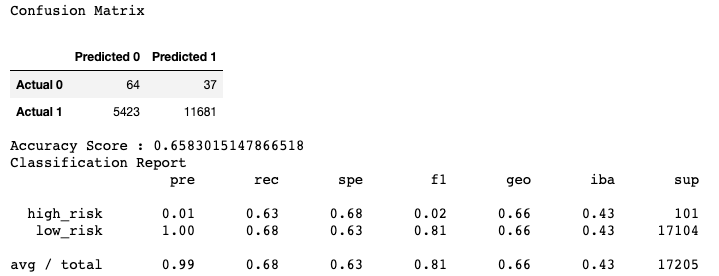 Confusion Matrix
Predicted 0 Predicted 1
Actual 0 64 37
Actual 1 5423 11681
Accuracy Score : 0.6583015147866518
Classification Report
pre rec spe f1 geo iba sup
high_risk 0.01 0.63 0.68 0.02 0.66 0.43 101
low_risk 1.00 0.68 0.63 0.81 0.66 0.43 17104
avg / total 0.99 0.68 0.63 0.81 0.66 0.43 17205